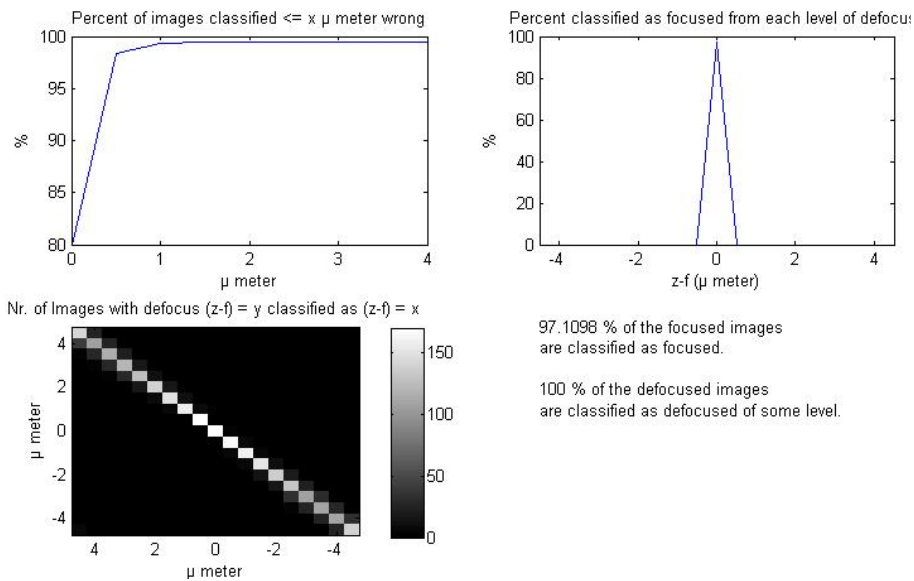 Percent of images classified <= x µ meter wrong
100
95
90
85
80
%
0 1 2 3 4
µ meter
Percent classified as focused from each level of defocus
100
80
60
40
20
0
%
-4 -2 0 2 4
z-f (µ meter)
Nr. of Images with defocus (z-f) = y classified as (z-f) = x
4
2
0
-2
-4
µ meter
4 2 0 -2 -4
µ meter
150
100
50
0
97.1098 % of the focused images
are classified as focused.
100 % of the defocused images
are classified as defocused of some level.